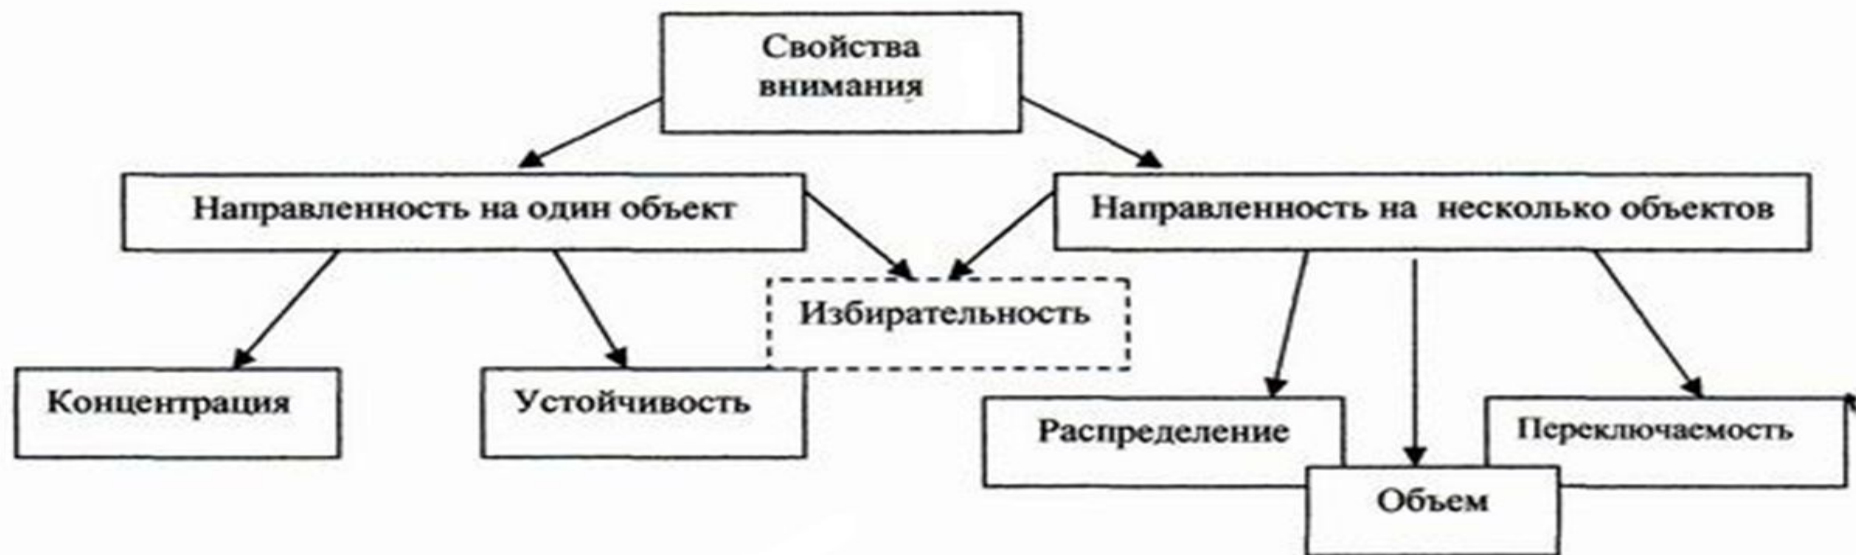 Свойства
внимания
Направленность на один объект
Направленность на несколько объектов
Избирательность
Концентрация
Устойчивость
Распределение
Переключаемость
Объем